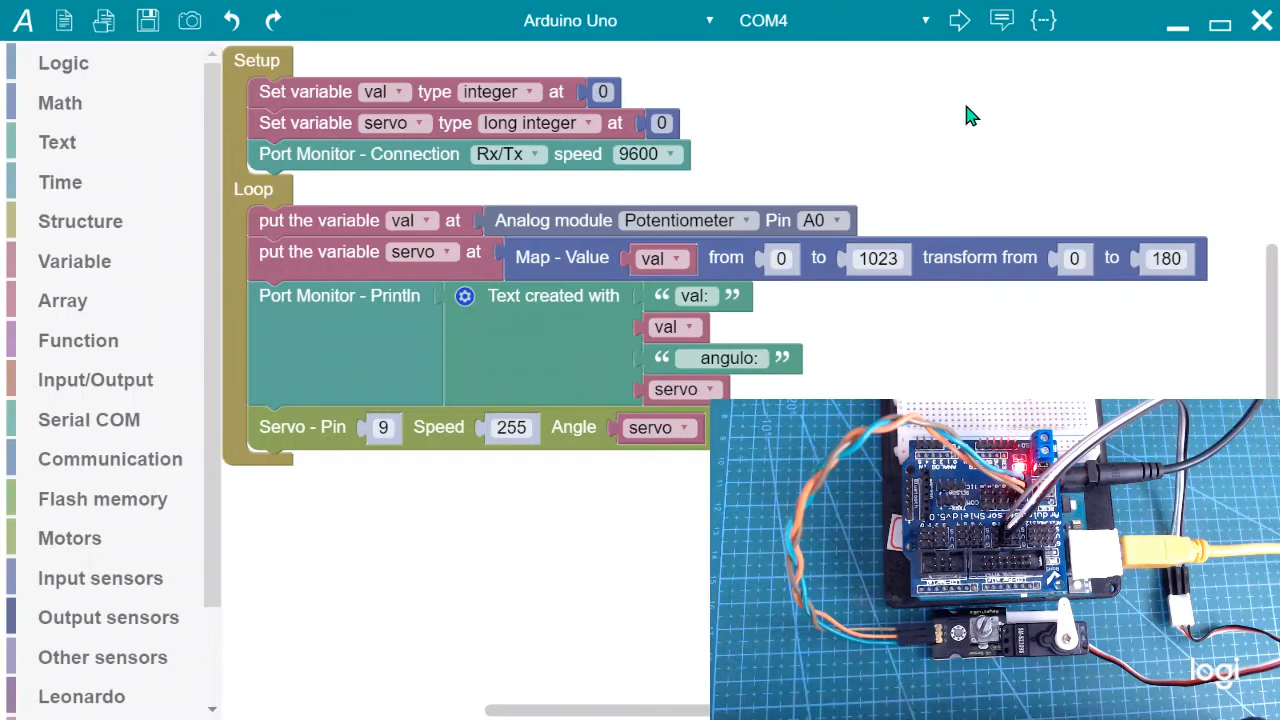 Arduino Uno COM4
Logic
Math
Text
Time
Structure
Variable
Array
Function
Input/Output
Serial COM
Communication
Flash memory
Motors
Input sensors
Output sensors
Other sensors
Leonardo
Setup
Set variable val type integer at 0
Set variable servo type long integer at 0
Port Monitor - Connection Rx/Tx speed 9600
Loop
put the variable val at Analog module Potentiometer Pin A0
put the variable servo at Map - Value val from 0 to 1023 transform from 0 to 180
Port Monitor - Println Text created with “ val: ”
val
“ angulo: ”
servo
Servo - Pin 9 Speed 255 Angle servo
logi